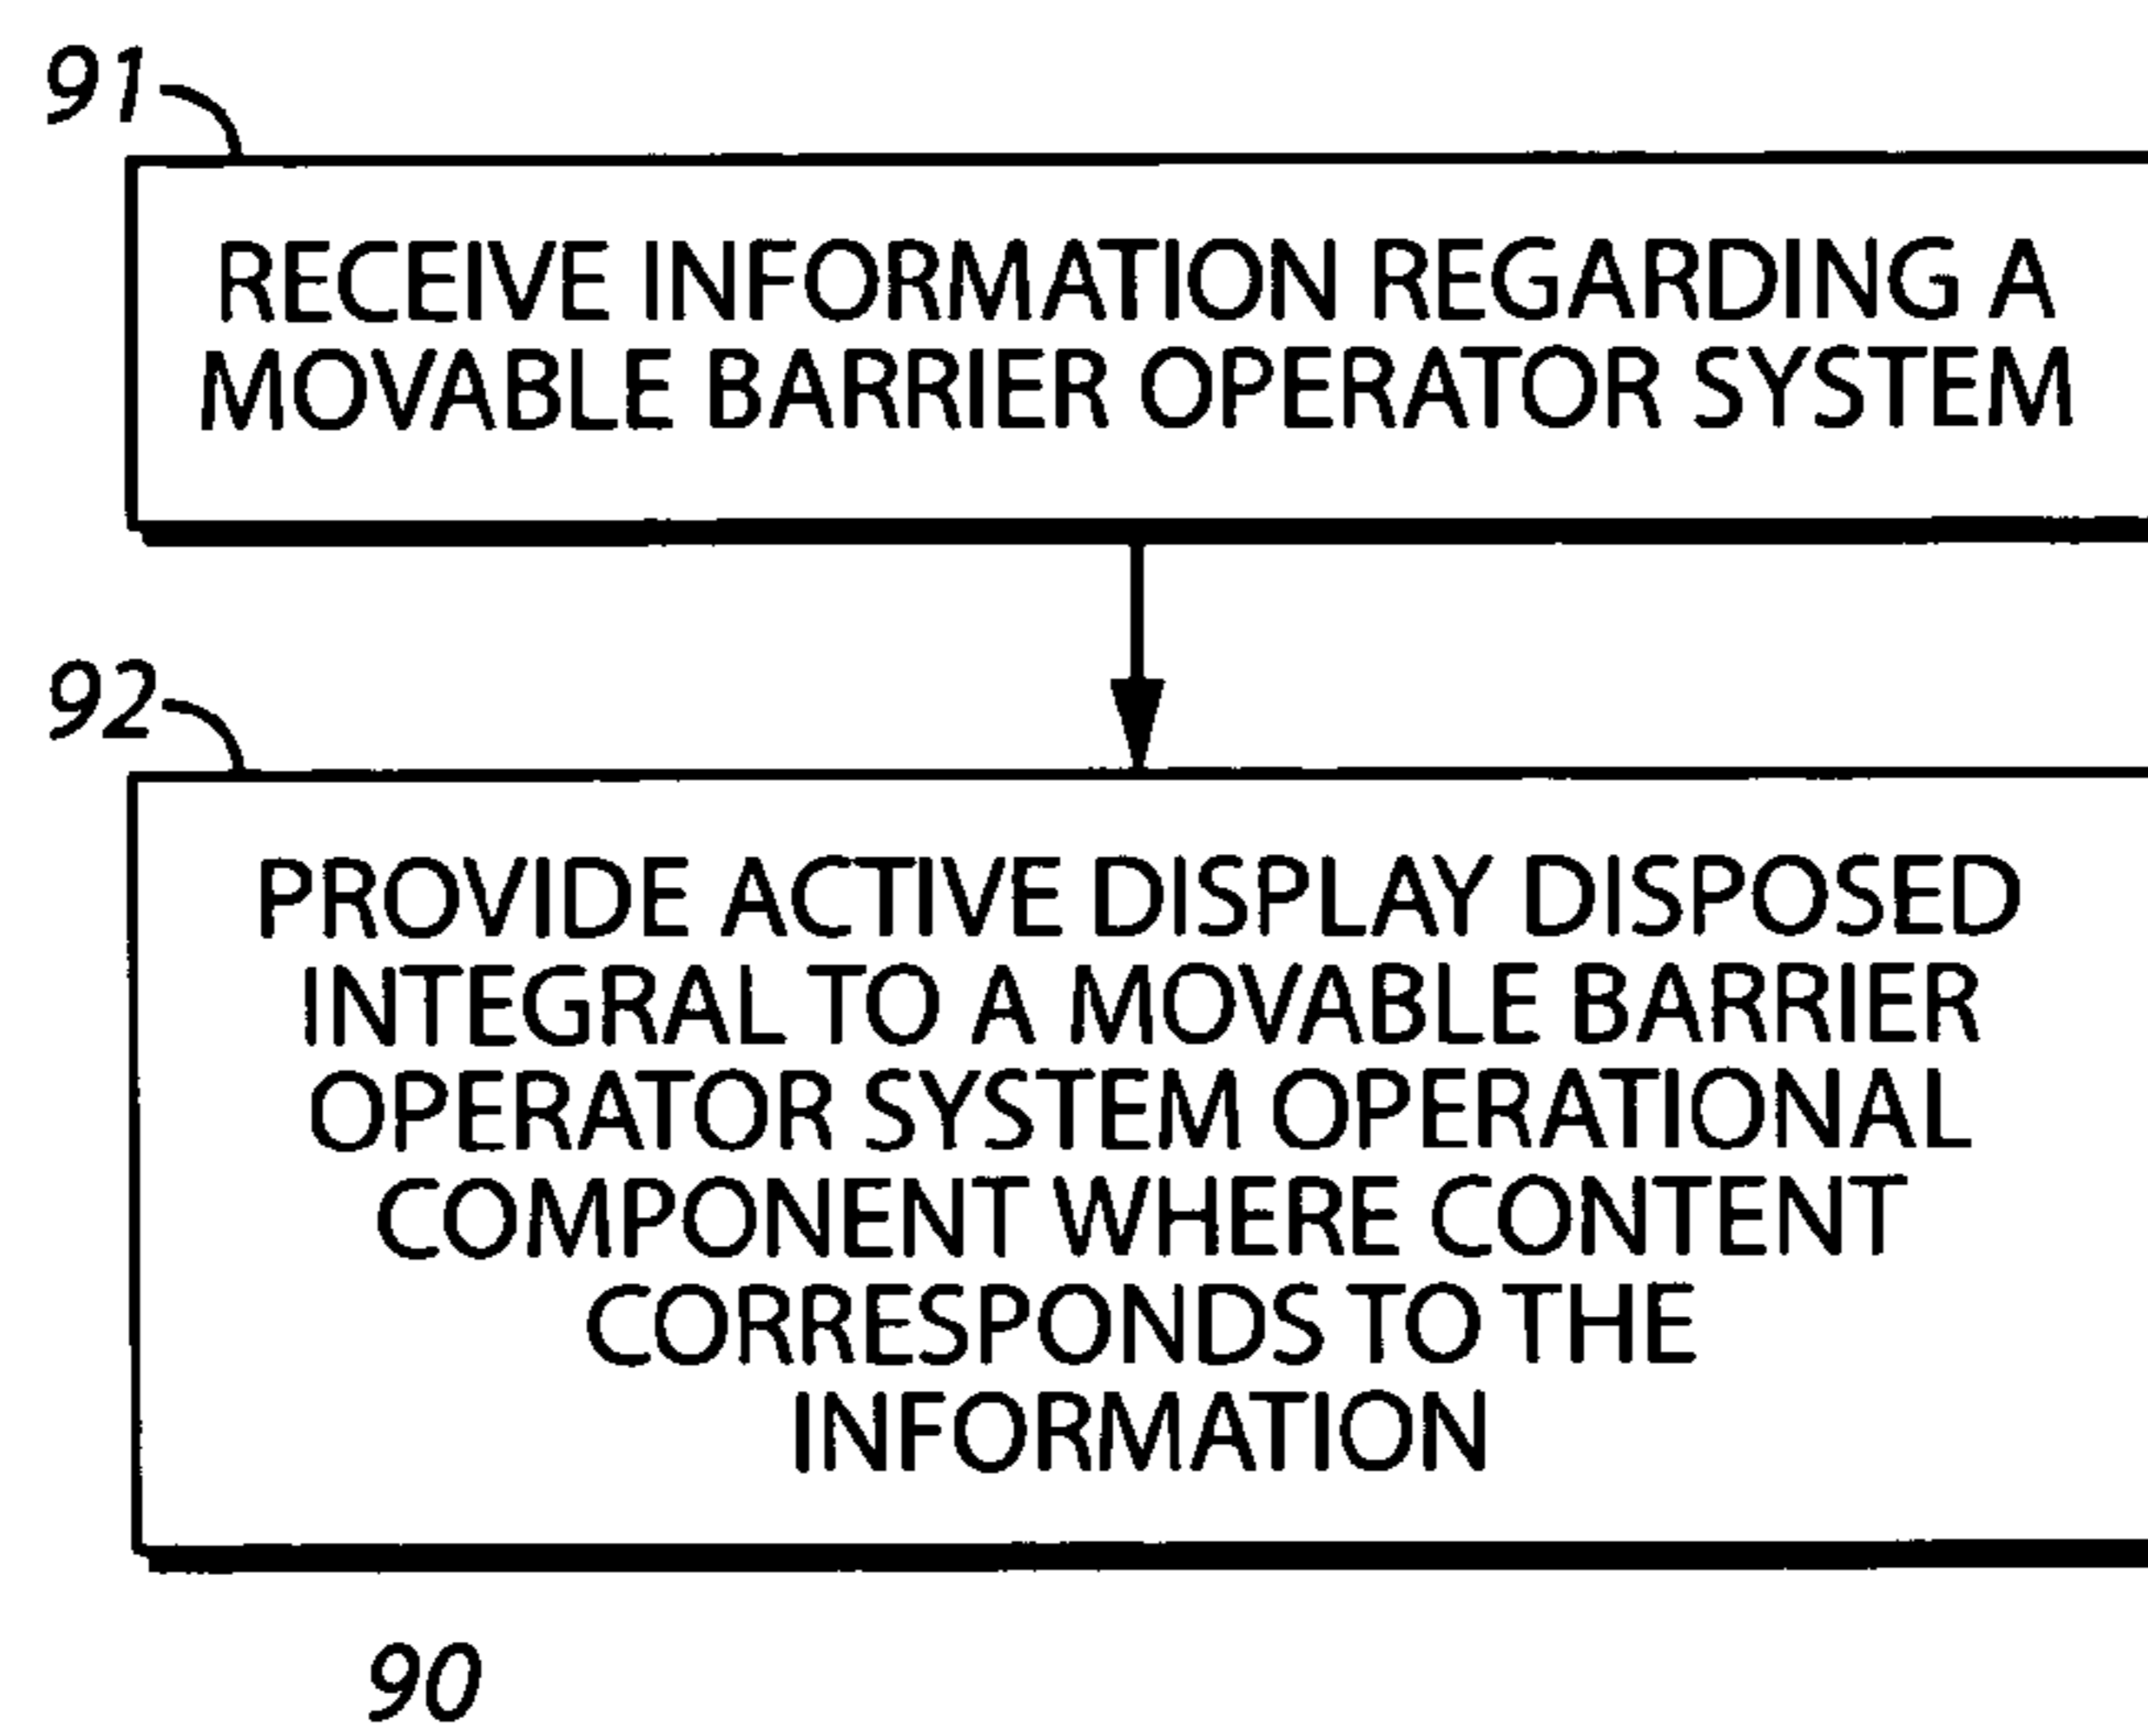 91
RECEIVE INFORMATION REGARDING A
MOVABLE BARRIER OPERATOR SYSTEM
92
PROVIDE ACTIVE DISPLAY DISPOSED
INTEGRAL TO A MOVABLE BARRIER
OPERATOR SYSTEM OPERATIONAL
COMPONENT WHERE CONTENT
CORRESPONDS TO THE
INFORMATION
90